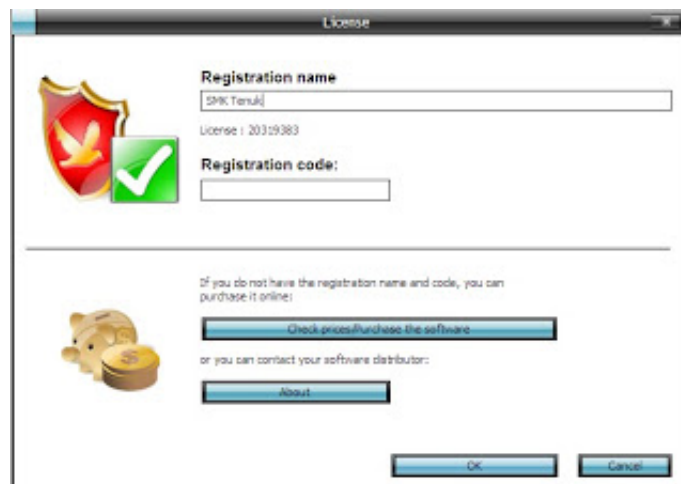 License
Registration name
SMK Tenuk
License : 20319383
Registration code:
If you do not have the registration name and code, you can
purchase it online:
Check prices/Purchase the software
or you can contact your software distributor:
About
OK
Cancel